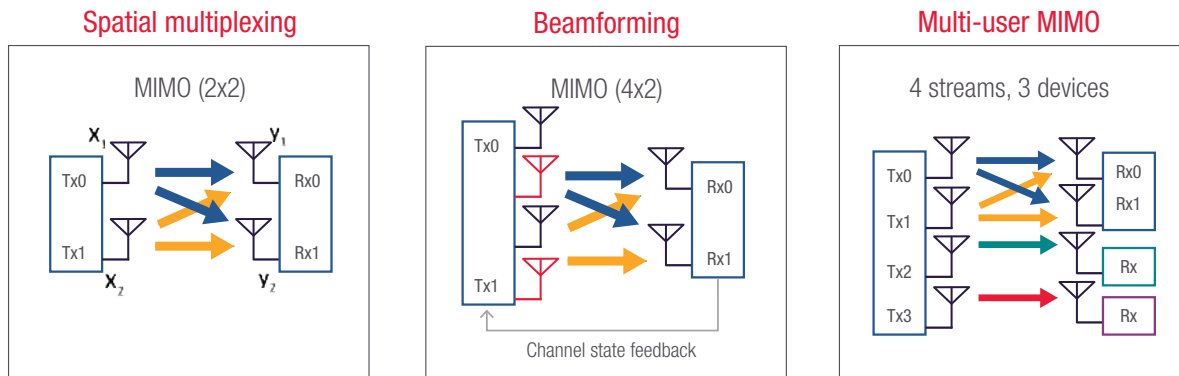 Spatial multiplexing
MIMO (2x2)
X1
y1
Tx0
Rx0
Tx1
Rx1
X2
y2
Beamforming
MIMO (4x2)
Tx0
Rx0
Rx1
Tx1
Channel state feedback
Multi-user MIMO
4 streams, 3 devices
Tx0
Rx0
Rx1
Tx1
Tx2
Rx
Tx3
Rx